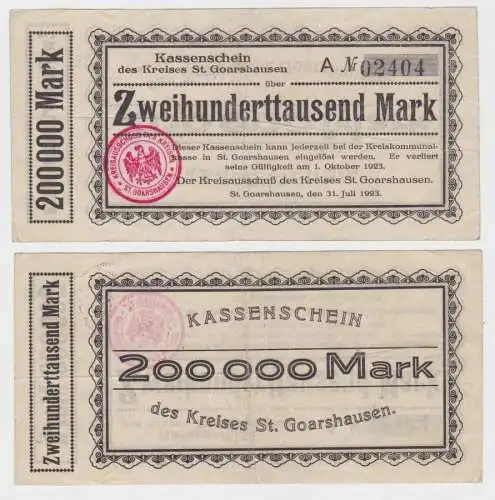 200000 Mark
Kassenschein
des Kreises St. Goarshausen
A № 02404
über
Zweihunderttausend Mark
Dieser Kassenschein kann jederzeit bei der Kreiskommunal-
kasse in St. Goarshausen eingelöst werden. Er verliert
seine Gültigkeit am 1. Oktober 1923.
Der Kreisausschuß des Kreises St. Goarshausen.
St. Goarshausen, den 31. Juli 1923.
ST. GOARSHAUSEN
Zweihunderttausend Mark
KASSENSCHEIN
200000 Mark
des Kreises St. Goarshausen.